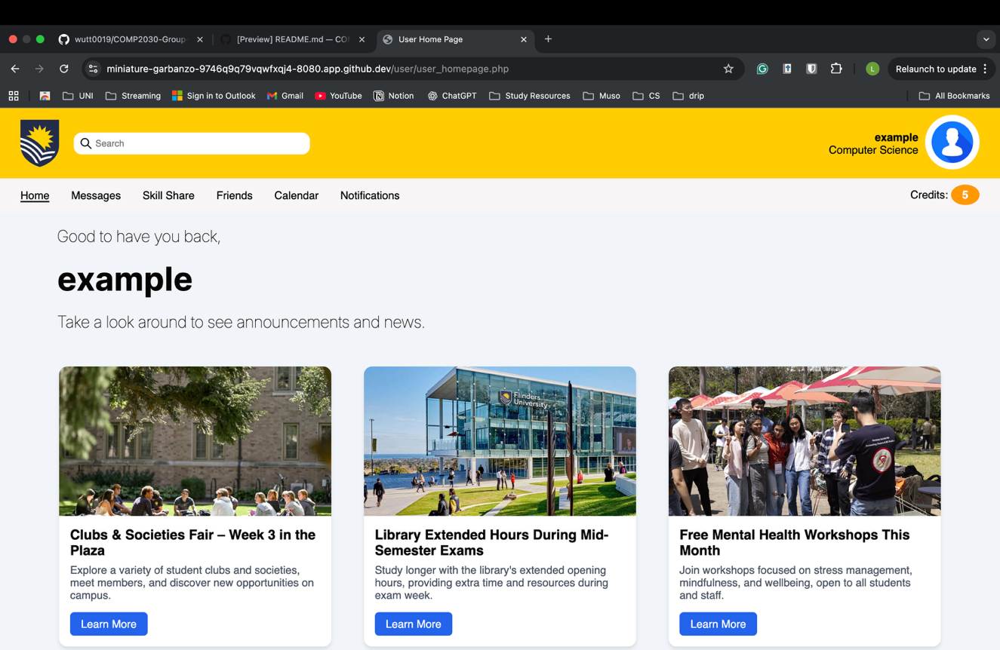 wutt0019/COMP2030-Group-
[Preview] README.md — CO
User Home Page
miniature-garbanzo-9746q9q79vqwfxqj4-8080.app.github.dev/user/user_homepage.php
L
Relaunch to update
UNI
Streaming
Sign in to Outlook
Gmail
YouTube
Notion
ChatGPT
Study Resources
Muso
CS
drip
All Bookmarks
Search
example
Computer Science
Home
Messages
Skill Share
Friends
Calendar
Notifications
Credits: 5
Good to have you back,
example
Take a look around to see announcements and news.
Flinders
University
Clubs & Societies Fair – Week 3 in the
Plaza
Explore a variety of student clubs and societies,
meet members, and discover new opportunities on
campus.
Learn More
Library Extended Hours During Mid-
Semester Exams
Study longer with the library's extended opening
hours, providing extra time and resources during
exam week.
Learn More
Free Mental Health Workshops This
Month
Join workshops focused on stress management,
mindfulness, and wellbeing, open to all students
and staff.
Learn More